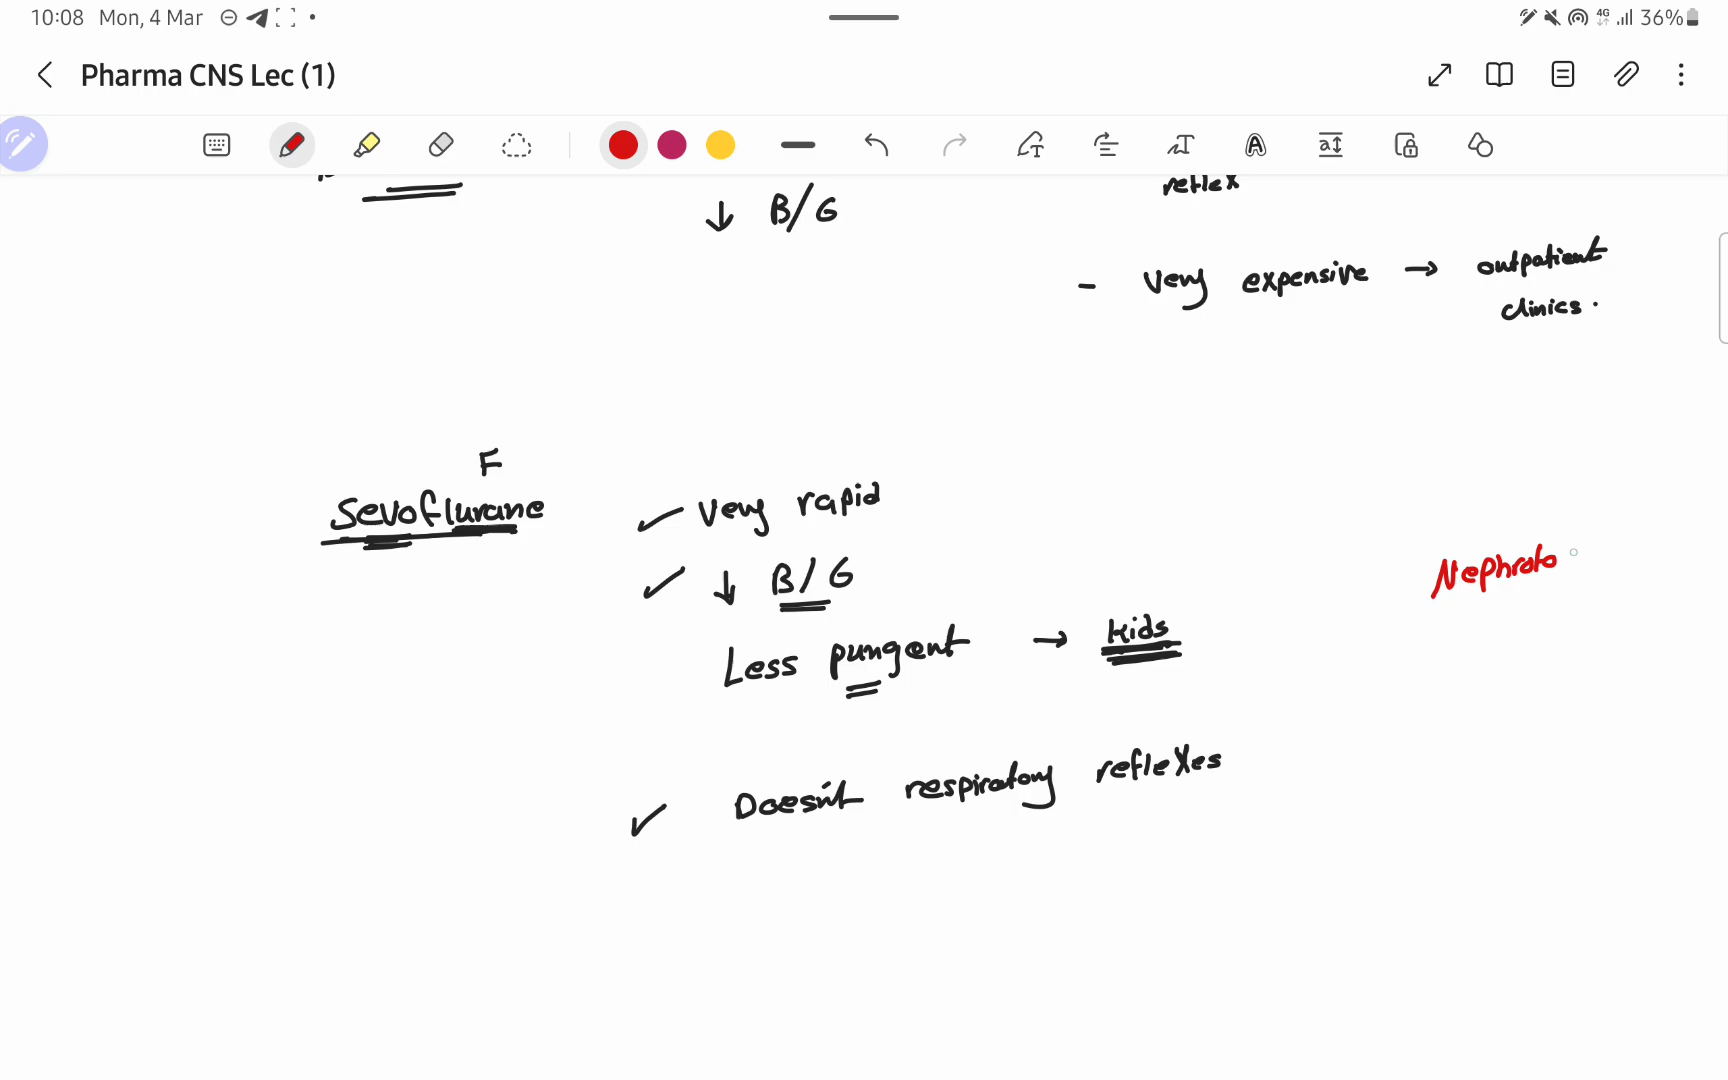 10:08 Mon, 4 Mar
4G 36%
Pharma CNS Lec (1)
reflex
↓ B/G
- very expensive → outpatient
clinics.
F
Sevoflurane
✓ very rapid
✓ ↓ B/G
Nephroto
Less pungent → kids
✓ Doesn't respiratory reflexes